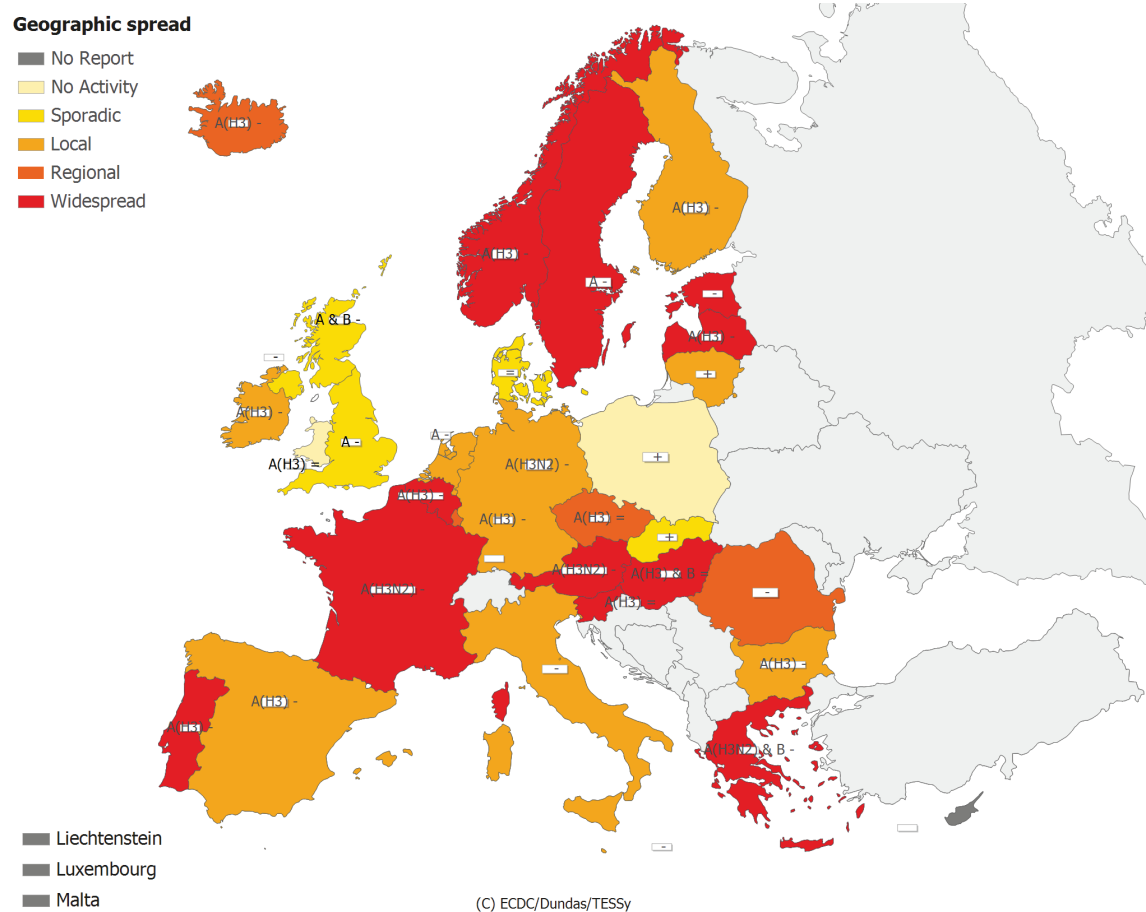 Geographic spread
No Report
No Activity
Sporadic
Local
Regional
Widespread
A(H3) -
A(H3) -
A(H3) -
A -
-
A & B -
A(H3) -
-
=
+
A(H3) -
A -
A -
A(H3) =
A(H3N2) -
+
A(H3) -
A(H3) -
A(H3) =
+
A(H3N2) -
A(H3) & B =
A(H3N2) -
A(H3) =
-
-
A(H3) -
A(H3) -
A(H3) -
A(H3N2) & B -
-
Liechtenstein
Luxembourg
Malta
(C) ECDC/Dundas/TESSy